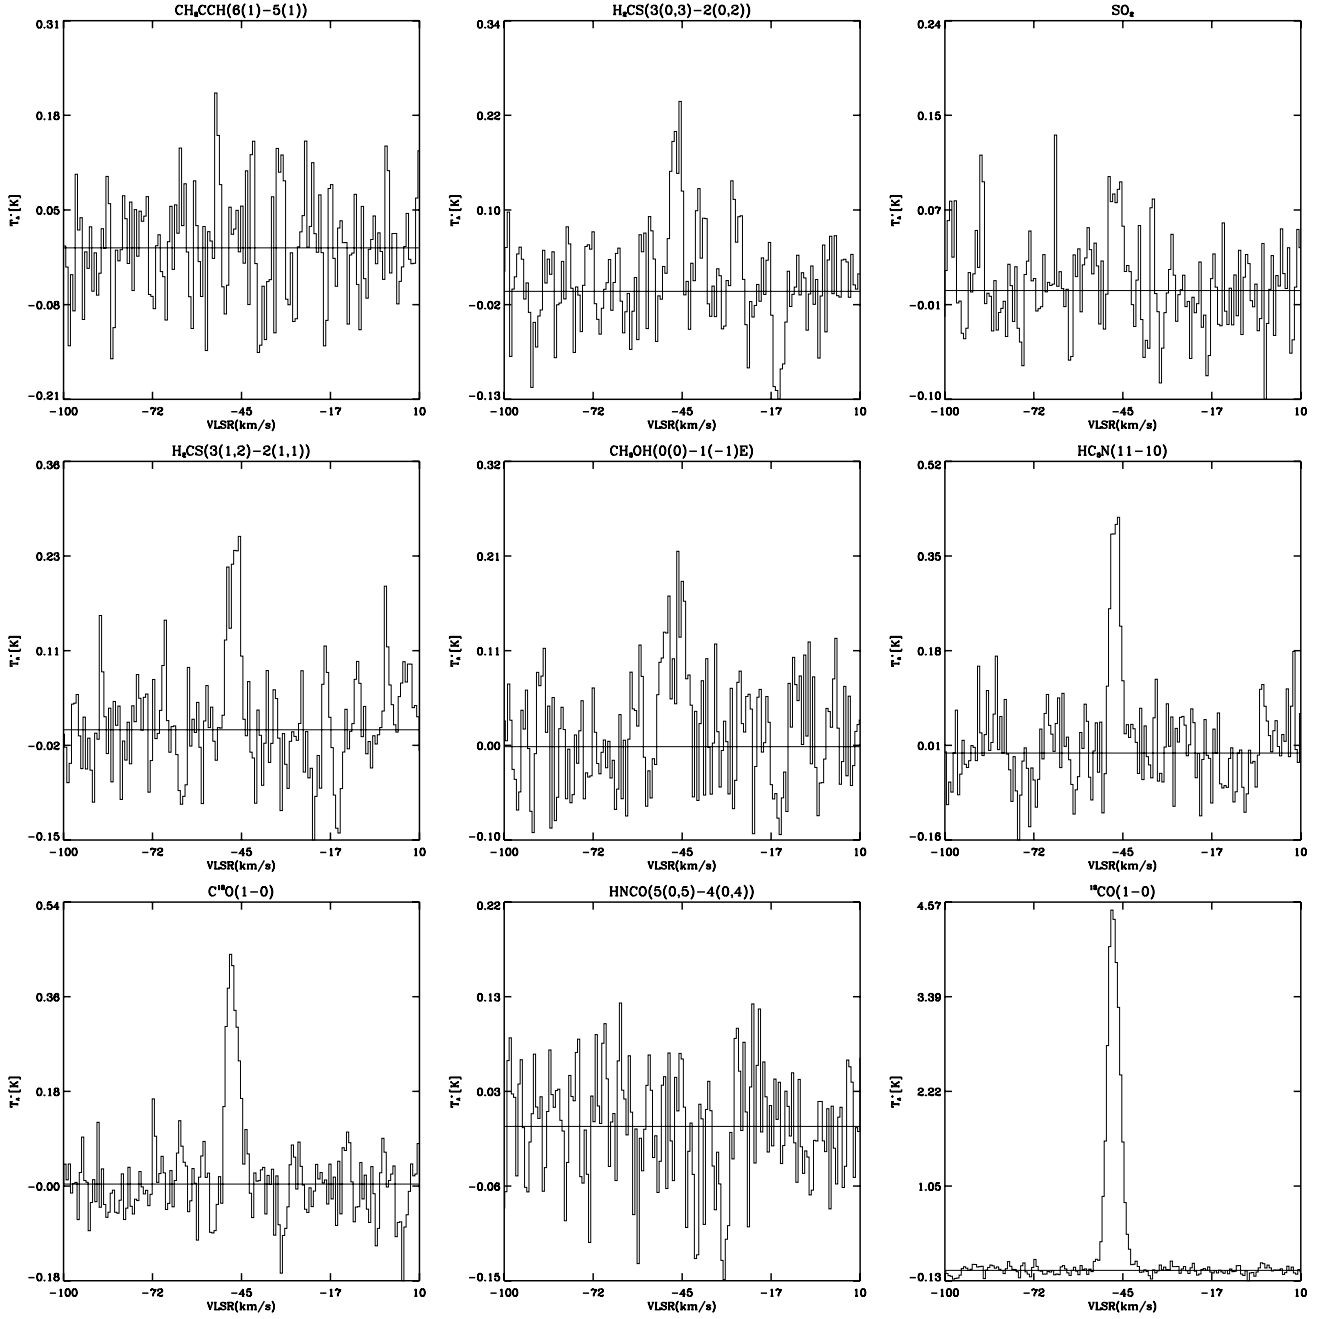 CH₃CCH(6(1)−5(1))
0.31
0.18
0.05
−0.08
−0.21
T_A^*[K]
−100 −72 −45 −17 10
VLSR(km/s)
H₂CS(3(0,3)−2(0,2))
0.34
0.22
0.10
−0.02
−0.13
T_A^*[K]
−100 −72 −45 −17 10
VLSR(km/s)
SO₂
0.24
0.15
0.07
−0.01
−0.10
T_A^*[K]
−100 −72 −45 −17 10
VLSR(km/s)
H₂CS(3(1,2)−2(1,1))
0.36
0.23
0.11
−0.02
−0.15
T_A^*[K]
−100 −72 −45 −17 10
VLSR(km/s)
CH₃OH(0(0)−1(−1)E)
0.32
0.21
0.11
0.00
−0.10
T_A^*[K]
−100 −72 −45 −17 10
VLSR(km/s)
HC₃N(11−10)
0.52
0.35
0.18
0.01
−0.16
T_A^*[K]
−100 −72 −45 −17 10
VLSR(km/s)
C¹⁸O(1−0)
0.54
0.36
0.18
−0.00
−0.18
T_A^*[K]
−100 −72 −45 −17 10
VLSR(km/s)
HNCO(5(0,5)−4(0,4))
0.22
0.13
0.03
−0.06
−0.15
T_A^*[K]
−100 −72 −45 −17 10
VLSR(km/s)
¹³CO(1−0)
4.57
3.39
2.22
1.05
−0.13
T_A^*[K]
−100 −72 −45 −17 10
VLSR(km/s)